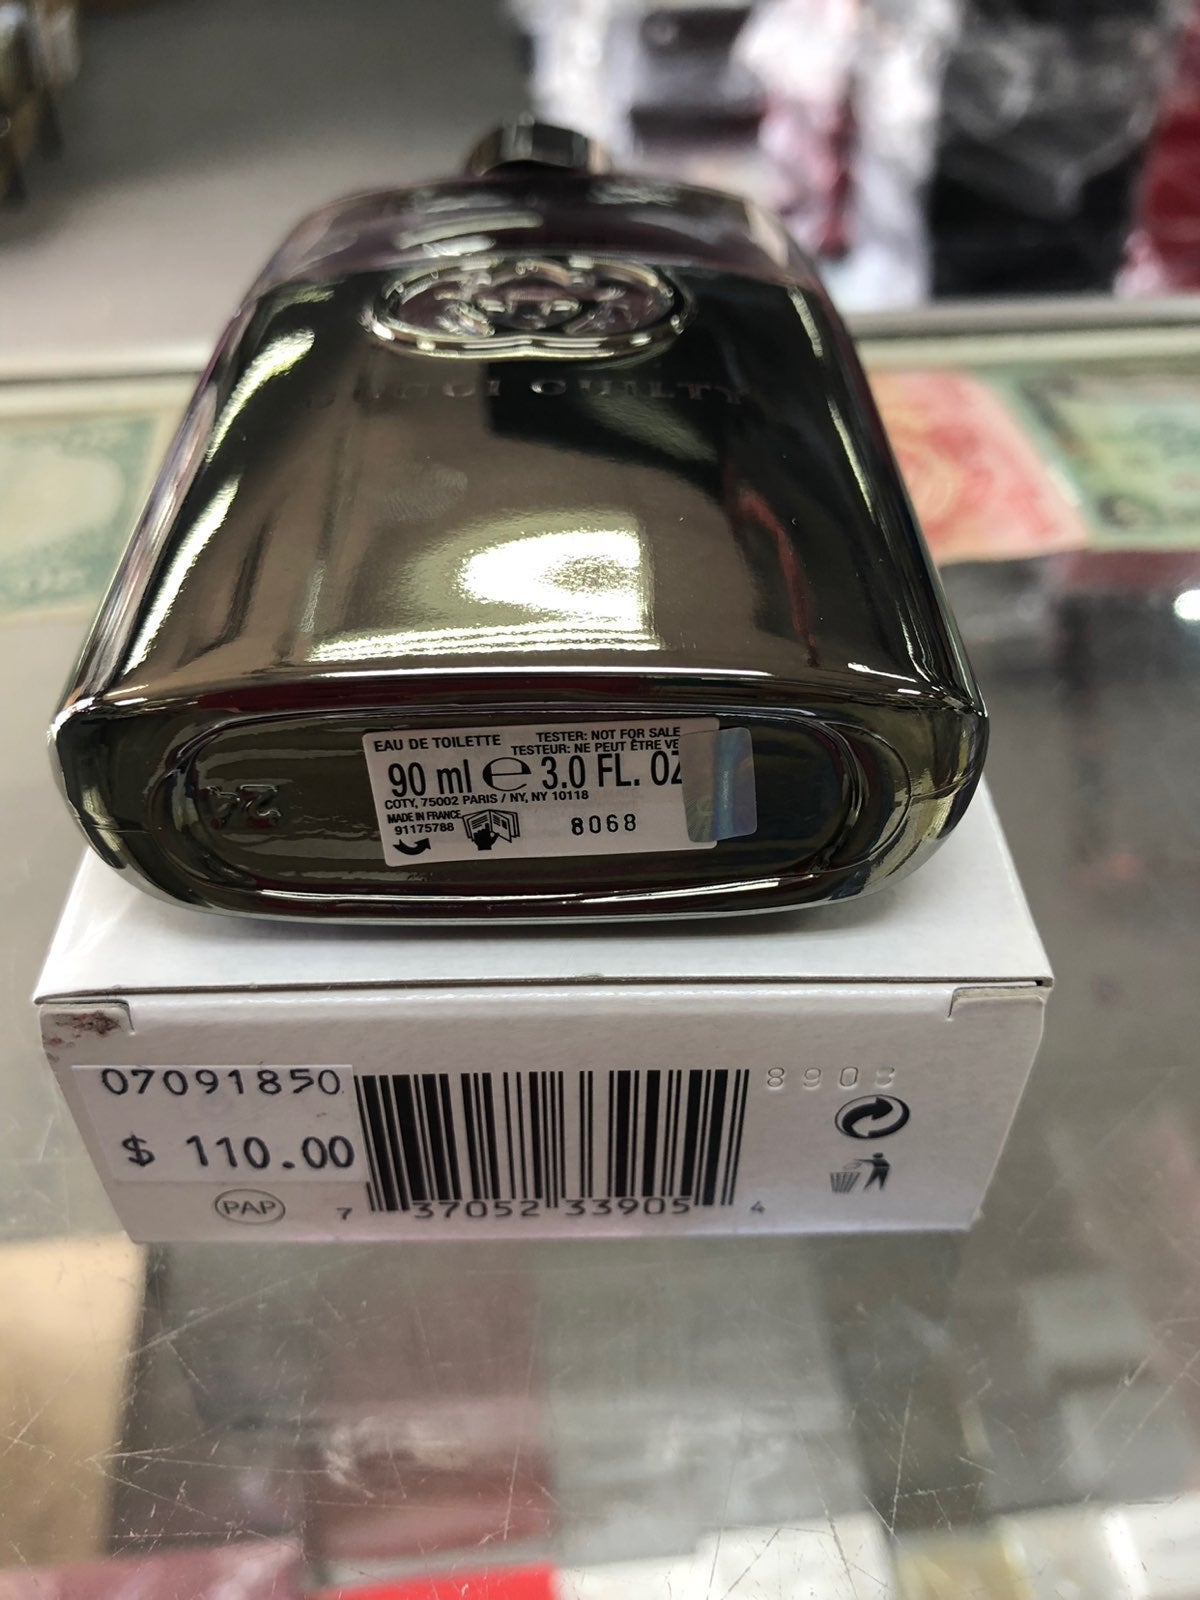 GUCCI GUILTY
EAU DE TOILETTE
TESTER: NOT FOR SALE
TESTEUR: NE PEUT ÊTRE VE
90 ml ℮ 3.0 FL. OZ
COTY, 75002 PARIS / NY, NY 10118
MADE IN FRANCE
91175788
8068
24
07091850
$ 110.00
PAP
7 37052 33905 4